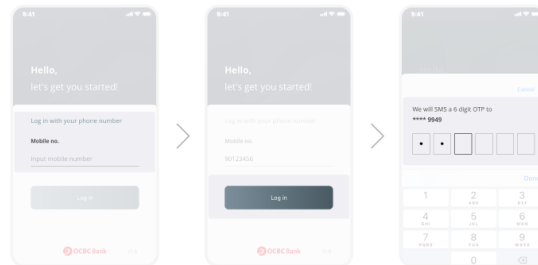 9:41
Hello,
let's get you started!
Log in with your phone number
Mobile no.
Input mobile number
Log in
OCBC Bank
9:41
Hello,
let's get you started!
Log in with your phone number
Mobile no.
90123456
Log in
OCBC Bank
9:41
Cancel
We will SMS a 6 digit OTP to
**** 9949
Done
1 2 3
ABC DEF
4 5 6
GHI JKL MNO
7 8 9
PQRS TUV WXYZ
0